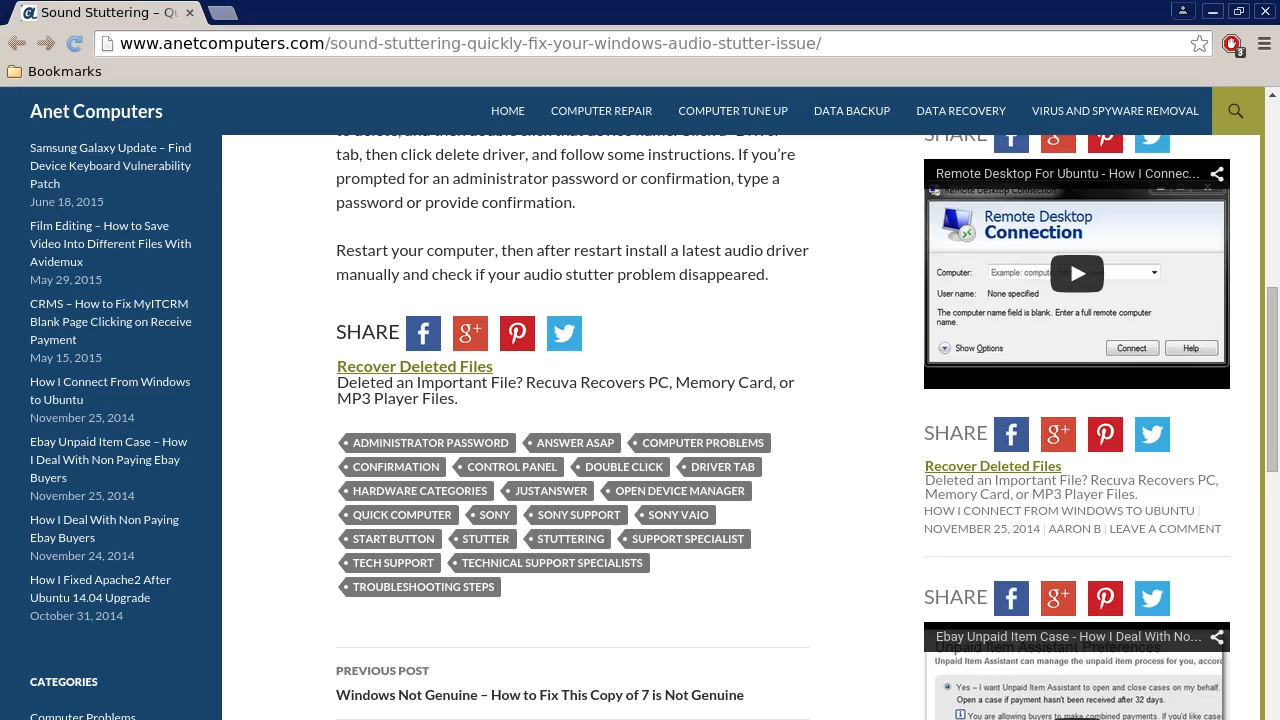 Sound Stuttering – Qu
www.anetcomputers.com/sound-stuttering-quickly-fix-your-windows-audio-stutter-issue/
3
Bookmarks
Anet Computers
HOME
COMPUTER REPAIR
COMPUTER TUNE UP
DATA BACKUP
DATA RECOVERY
VIRUS AND SPYWARE REMOVAL
Samsung Galaxy Update – Find
Device Keyboard Vulnerability
Patch
June 18, 2015
Film Editing – How to Save
Video Into Different Files With
Avidemux
May 29, 2015
CRMS – How to Fix MyITCRM
Blank Page Clicking on Receive
Payment
May 15, 2015
How I Connect From Windows
to Ubuntu
November 25, 2014
Ebay Unpaid Item Case – How
I Deal With Non Paying Ebay
Buyers
November 25, 2014
How I Deal With Non Paying
Ebay Buyers
November 24, 2014
How I Fixed Apache2 After
Ubuntu 14.04 Upgrade
October 31, 2014
CATEGORIES
Computer Problems
tab, then click delete driver, and follow some instructions. If you’re
prompted for an administrator password or confirmation, type a
password or provide confirmation.
Restart your computer, then after restart install a latest audio driver
manually and check if your audio stutter problem disappeared.
SHARE
Recover Deleted Files
Deleted an Important File? Recuva Recovers PC, Memory Card, or
MP3 Player Files.
ADMINISTRATOR PASSWORD
ANSWER ASAP
COMPUTER PROBLEMS
CONFIRMATION
CONTROL PANEL
DOUBLE CLICK
DRIVER TAB
HARDWARE CATEGORIES
JUSTANSWER
OPEN DEVICE MANAGER
QUICK COMPUTER
SONY
SONY SUPPORT
SONY VAIO
START BUTTON
STUTTER
STUTTERING
SUPPORT SPECIALIST
TECH SUPPORT
TECHNICAL SUPPORT SPECIALISTS
TROUBLESHOOTING STEPS
PREVIOUS POST
Windows Not Genuine – How to Fix This Copy of 7 is Not Genuine
SHARE
Remote Desktop For Ubuntu - How I Connec...
Remote Desktop Connection
Remote Desktop
Connection
Computer:
Example: compu
User name:
None specified
The computer name field is blank. Enter a full remote computer
name.
Show Options
Connect
Help
SHARE
Recover Deleted Files
Deleted an Important File? Recuva Recovers PC,
Memory Card, or MP3 Player Files.
HOW I CONNECT FROM WINDOWS TO UBUNTU
NOVEMBER 25, 2014
AARON B
LEAVE A COMMENT
SHARE
Ebay Unpaid Item Case - How I Deal With No...
Unpaid Item Assistant Preferences
Unpaid Item Assistant can manage the unpaid item process for you, accord
Yes – I want Unpaid Item Assistant to open and close cases on my behalf.
Open a case if payment hasn't been received after 32 days.
You are allowing buyers to make combined payments. If you'd like cases